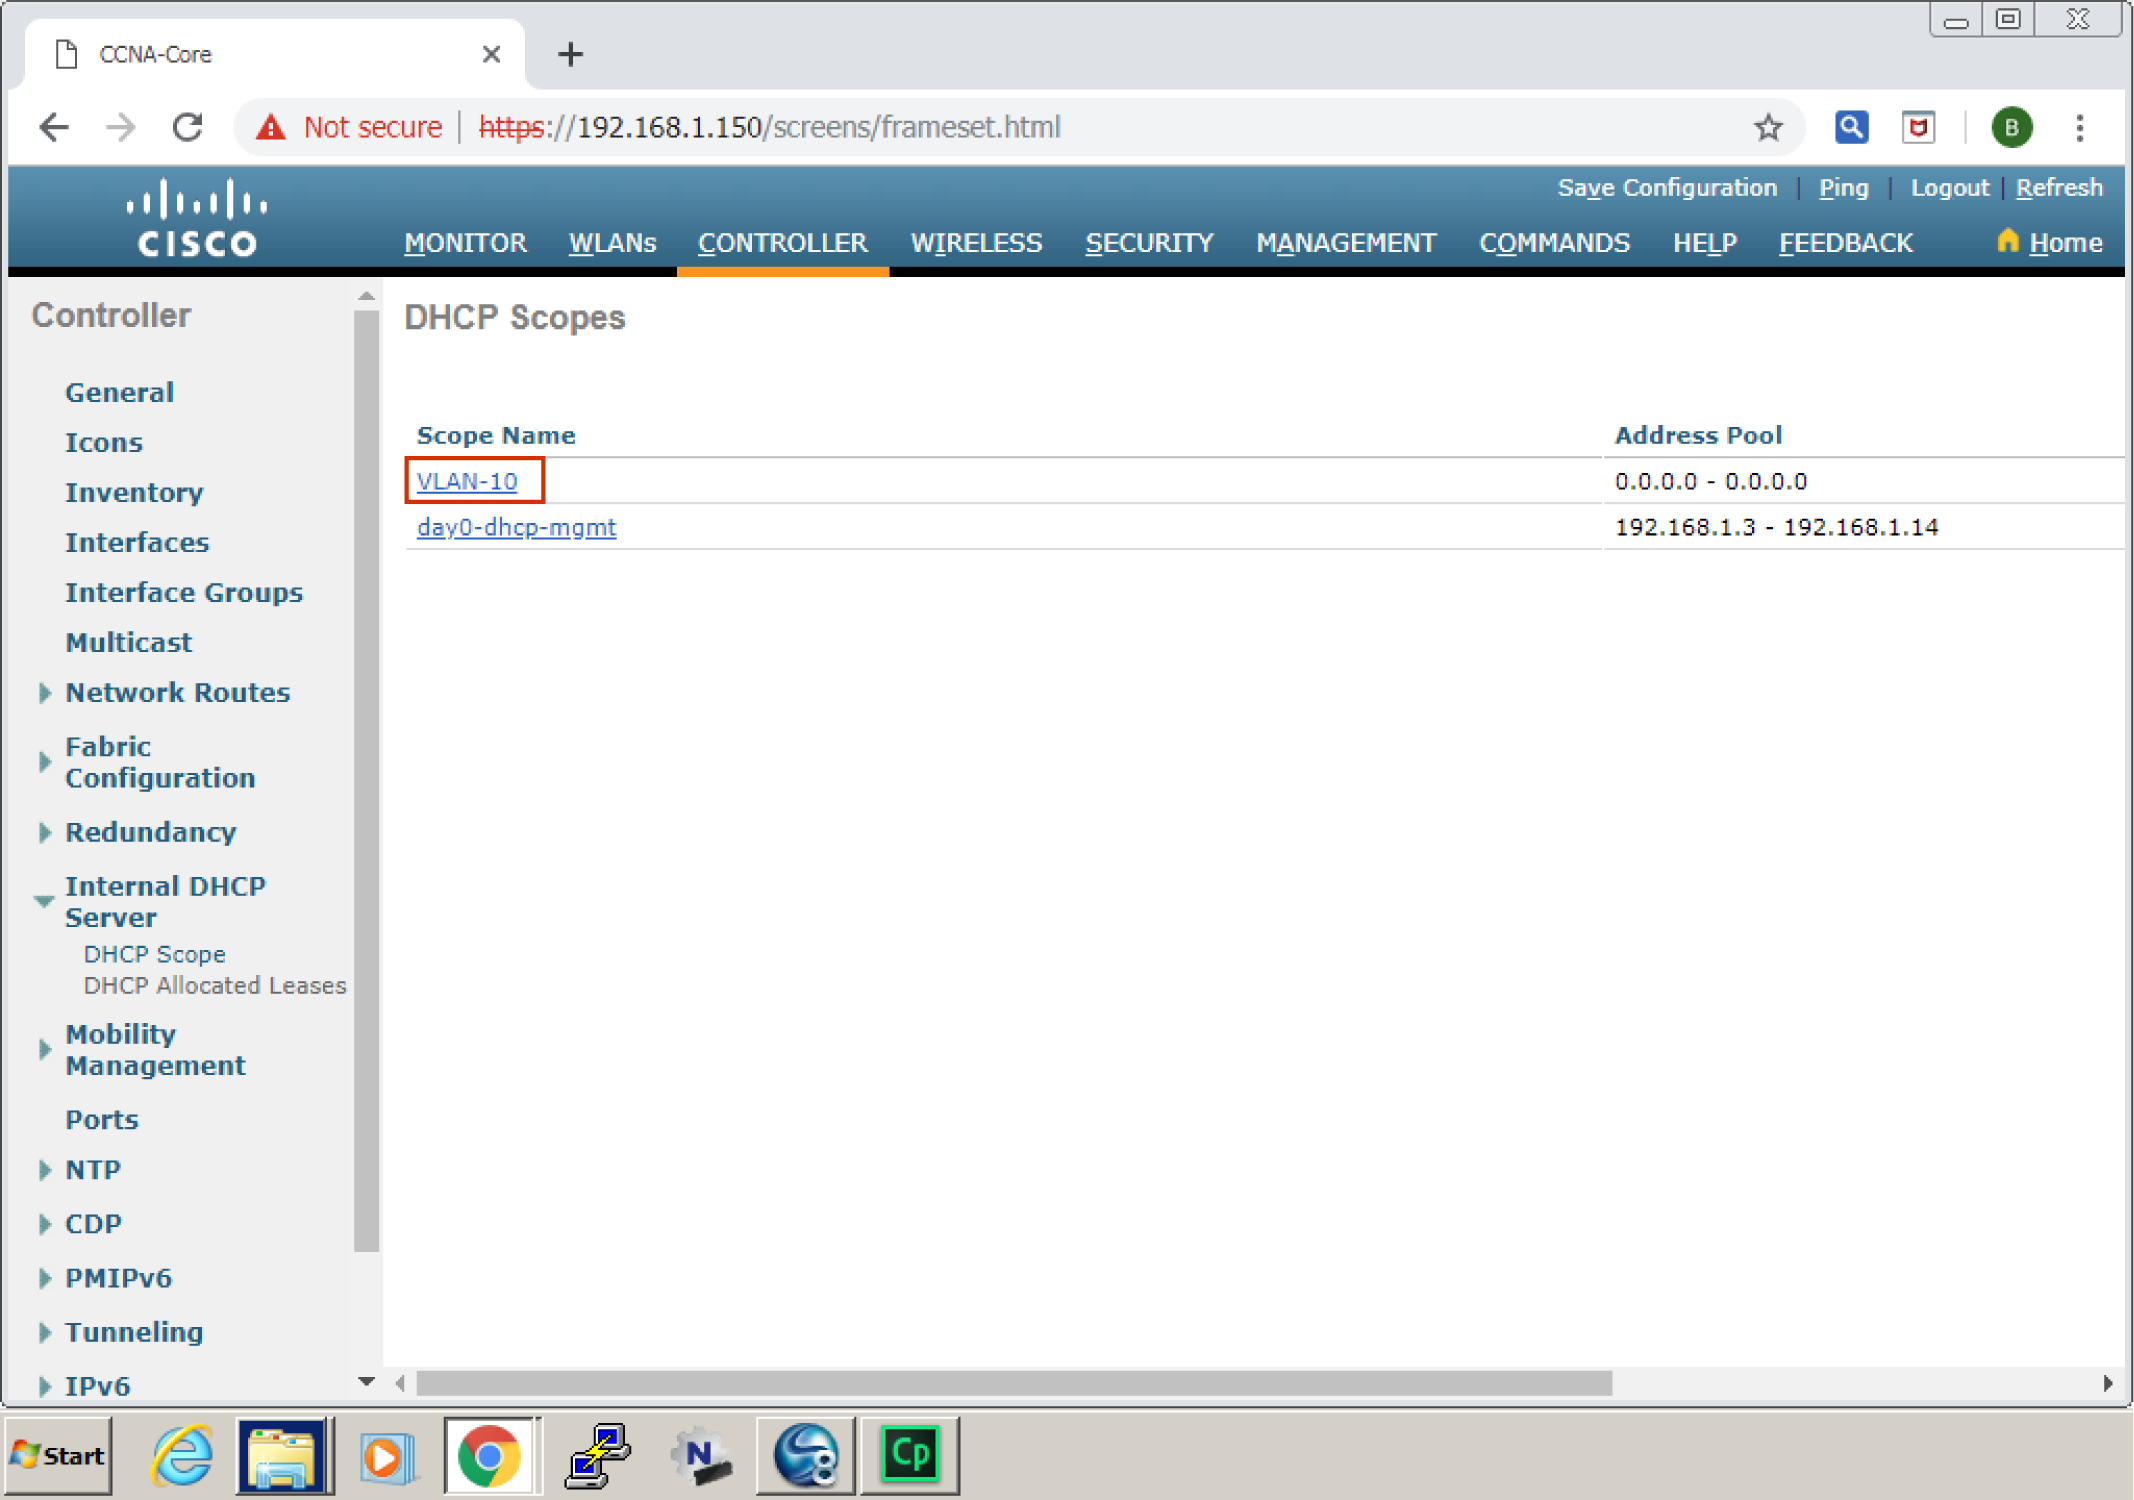 CCNA-Core
Not secure | https://192.168.1.150/screens/frameset.html
B
Save Configuration | Ping | Logout | Refresh
CISCO
MONITOR WLANs CONTROLLER WIRELESS SECURITY MANAGEMENT COMMANDS HELP FEEDBACK Home
Controller
General
Icons
Inventory
Interfaces
Interface Groups
Multicast
Network Routes
Fabric
Configuration
Redundancy
Internal DHCP
Server
DHCP Scope
DHCP Allocated Leases
Mobility
Management
Ports
NTP
CDP
PMIPv6
Tunneling
IPv6
DHCP Scopes
Scope Name Address Pool
VLAN-10 0.0.0.0 - 0.0.0.0
day0-dhcp-mgmt 192.168.1.3 - 192.168.1.14
Start
N
8
Cp